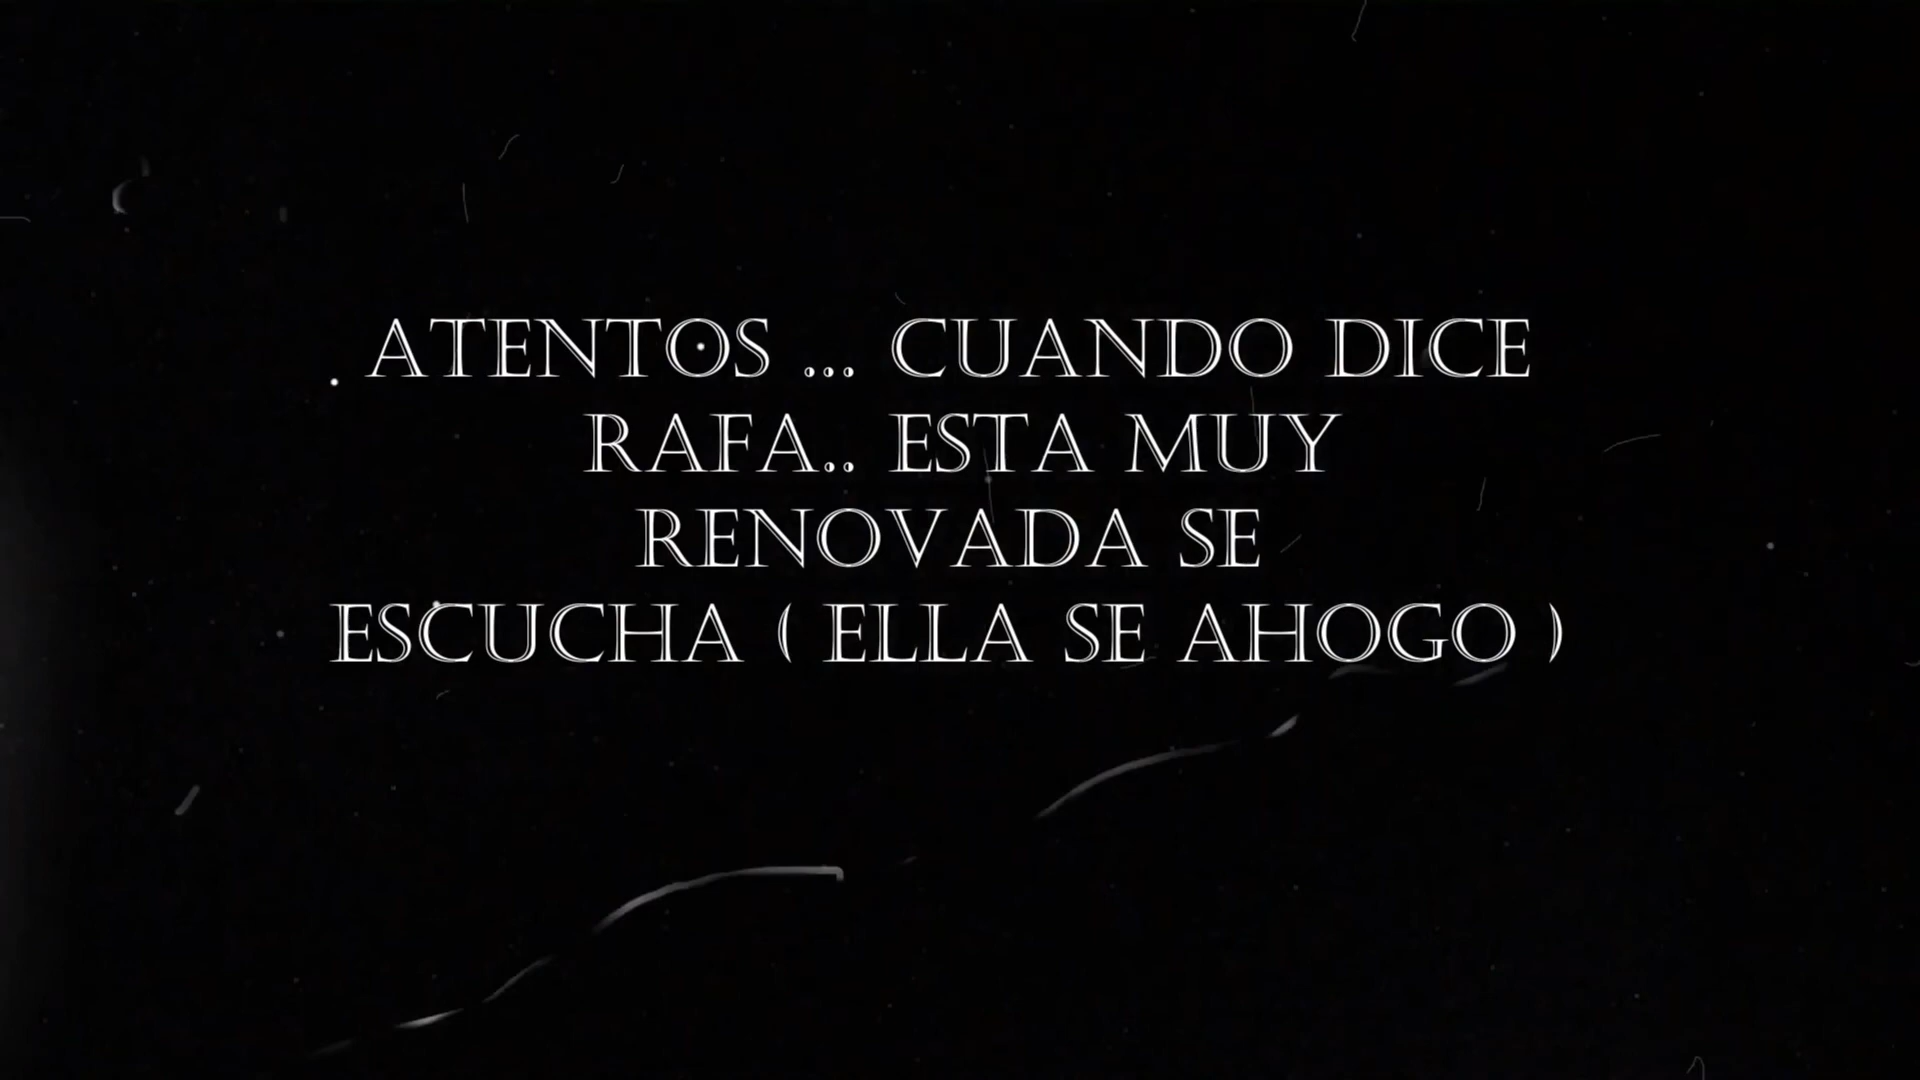 ATENTOS ... CUANDO DICE
RAFA.. ESTA MUY
RENOVADA SE
ESCUCHA ( ELLA SE AHOGO )